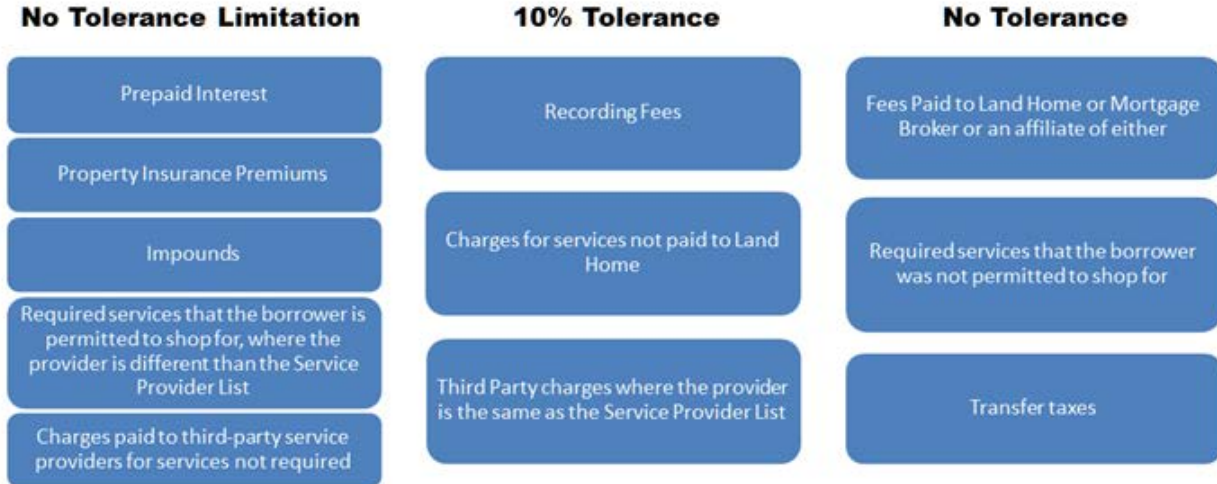 No Tolerance Limitation
Prepaid Interest
Property Insurance Premiums
Impounds
Required services that the borrower is
permitted to shop for, where the
provider is different than the Service
Provider List
Charges paid to third-party service
providers for services not required
10% Tolerance
Recording Fees
Charges for services not paid to Land
Home
Third Party charges where the provider
is the same as the Service Provider List
No Tolerance
Fees Paid to Land Home or Mortgage
Broker or an affiliate of either
Required services that the borrower
was not permitted to shop for
Transfer taxes